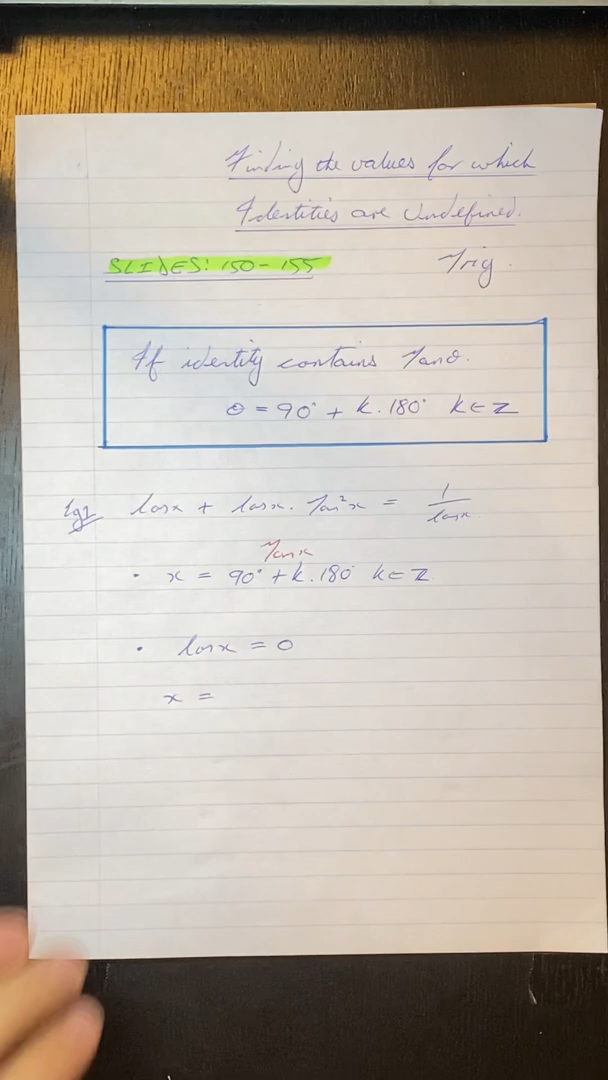 Finding the values for which
Identities are Undefined.
SLIDES: 150-155
Trig.
If identity contains Tanθ.
θ = 90° + k.180° k∈Z
Eg1 Cosx + Cosx. Tan²x = 1/Cosx
Tanx
• x = 90° + k.180° k∈Z
• Cosx = 0
x =